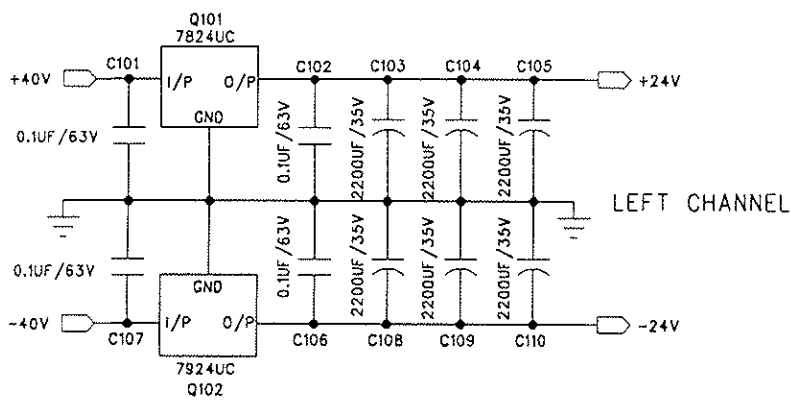 Q101
7824UC
C101
C102
C103
C104
C105
+40V
I/P
O/P
+24V
GND
0.1UF/63V
0.1UF/63V
2200UF/35V
2200UF/35V
2200UF/35V
LEFT CHANNEL
0.1UF/63V
0.1UF/63V
2200UF/35V
2200UF/35V
2200UF/35V
GND
-40V
I/P
O/P
-24V
C107
C106
C108
C109
C110
7924UC
Q102